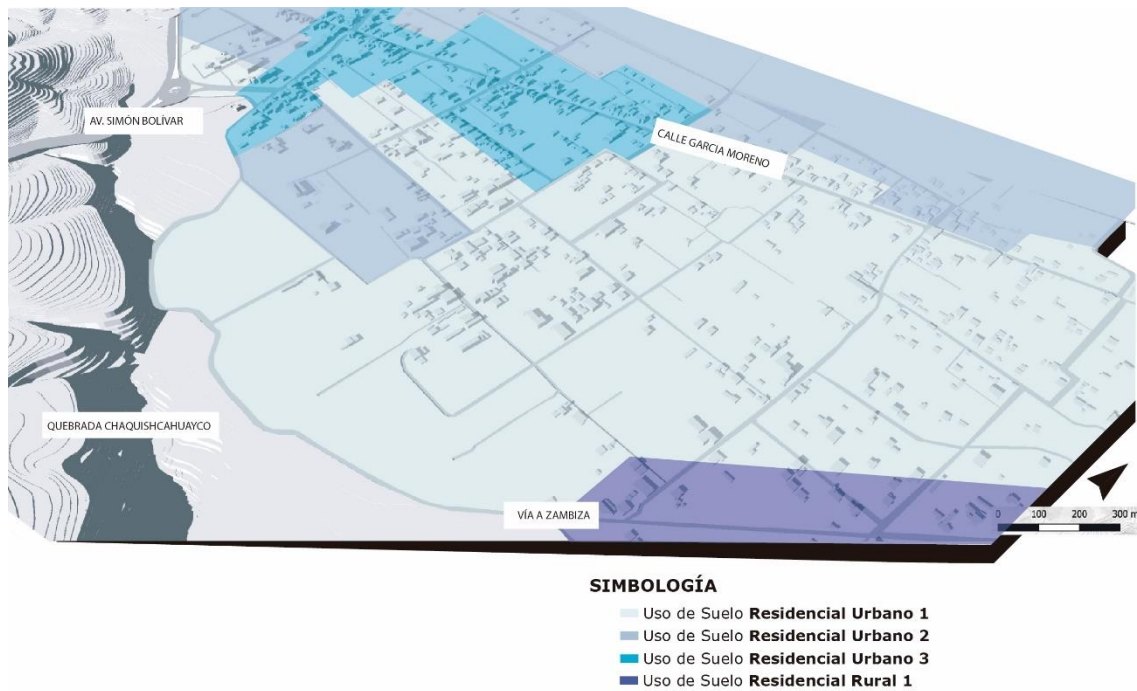 AV. SIMÓN BOLÍVAR
CALLE GARCIA MORENO
QUEBRADA CHAQUISHCAHUAYCO
VÍA A ZAMBIZA
0 100 200 300 m
SIMBOLOGÍA
Uso de Suelo Residencial Urbano 1
Uso de Suelo Residencial Urbano 2
Uso de Suelo Residencial Urbano 3
Uso de Suelo Residencial Rural 1